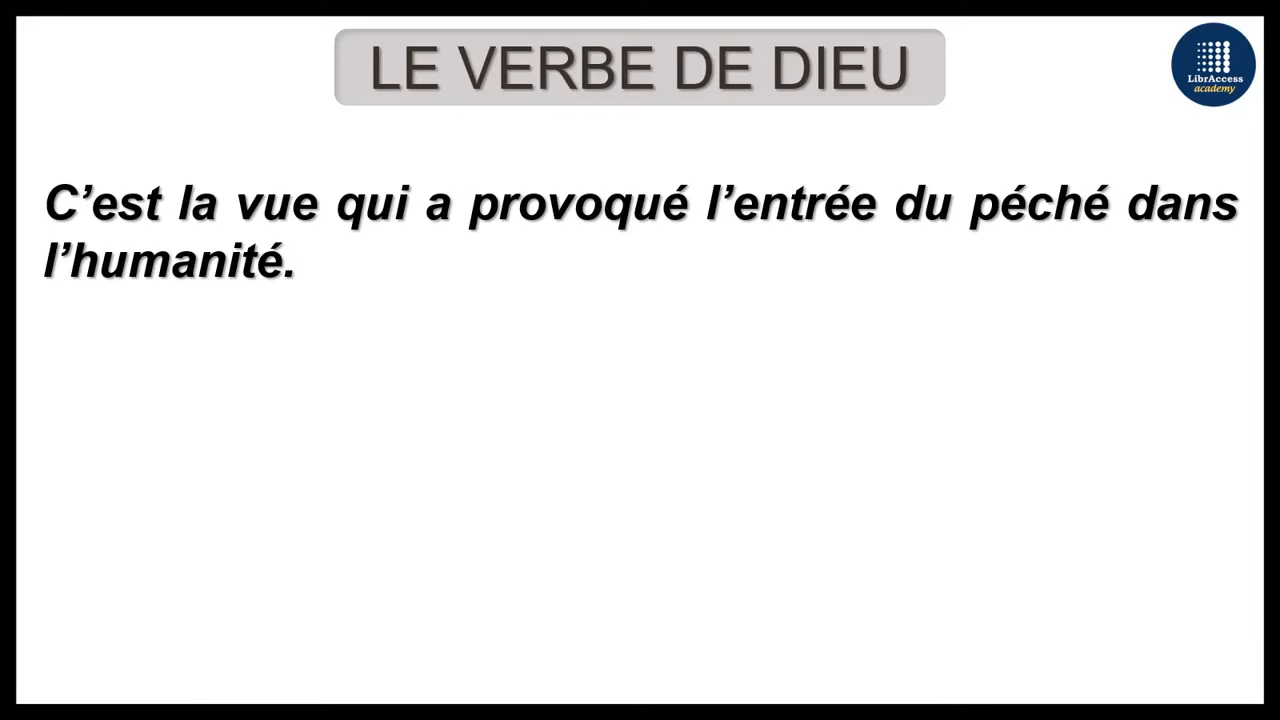 LE VERBE DE DIEU
LibrAccess
academy
C’est la vue qui a provoqué l’entrée du péché dans
l’humanité.